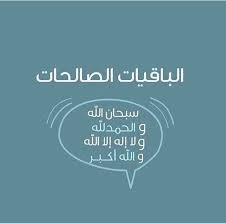 الباقيات الصالحات
سبحان الله
و الحمدلله
و لا إله إلا الله
و الله أكبر